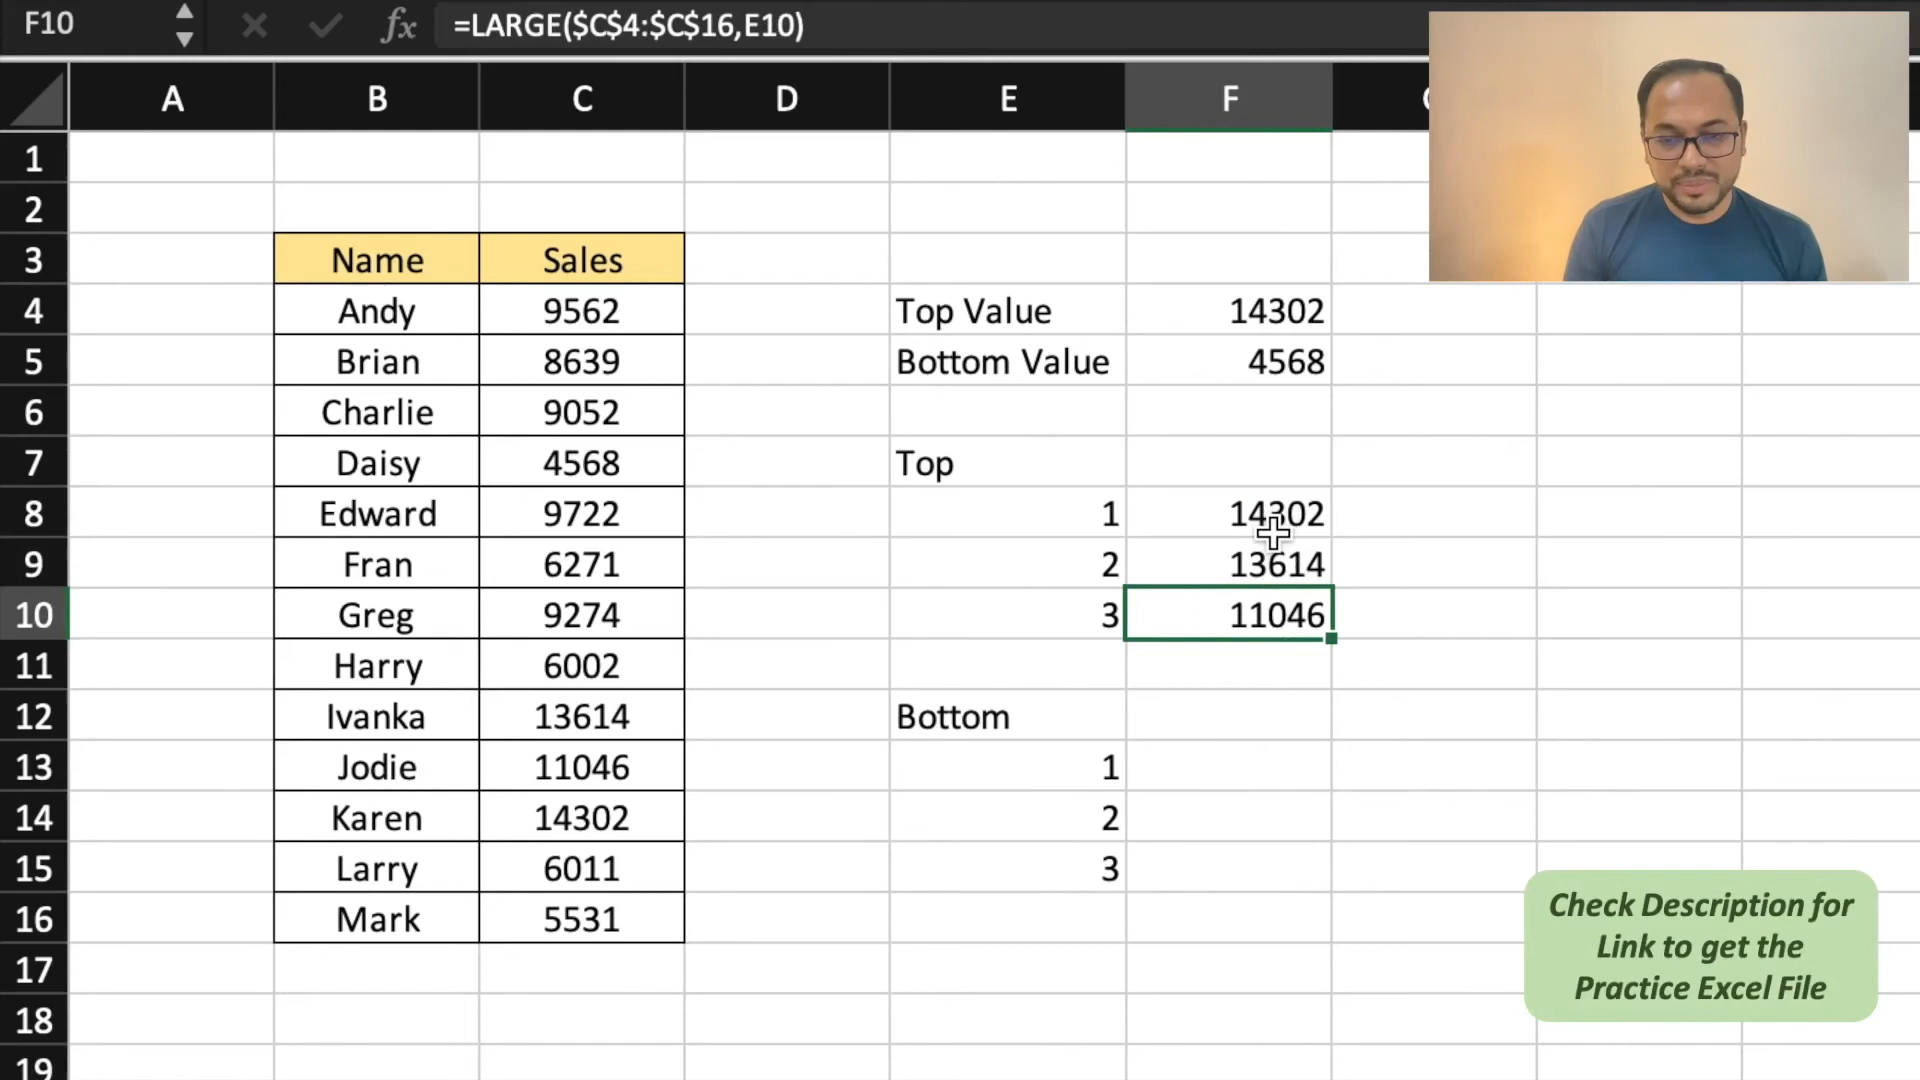 F10 fx =LARGE($C$4:$C$16,E10)
A B C D E F
1
2
3 Name Sales
4 Andy 9562 Top Value 14302
5 Brian 8639 Bottom Value 4568
6 Charlie 9052
7 Daisy 4568 Top
8 Edward 9722 1 14302
9 Fran 6271 2 13614
10 Greg 9274 3 11046
11 Harry 6002
12 Ivanka 13614 Bottom
13 Jodie 11046 1
14 Karen 14302 2
15 Larry 6011 3
16 Mark 5531
17
18
19
Check Description for
Link to get the
Practice Excel File